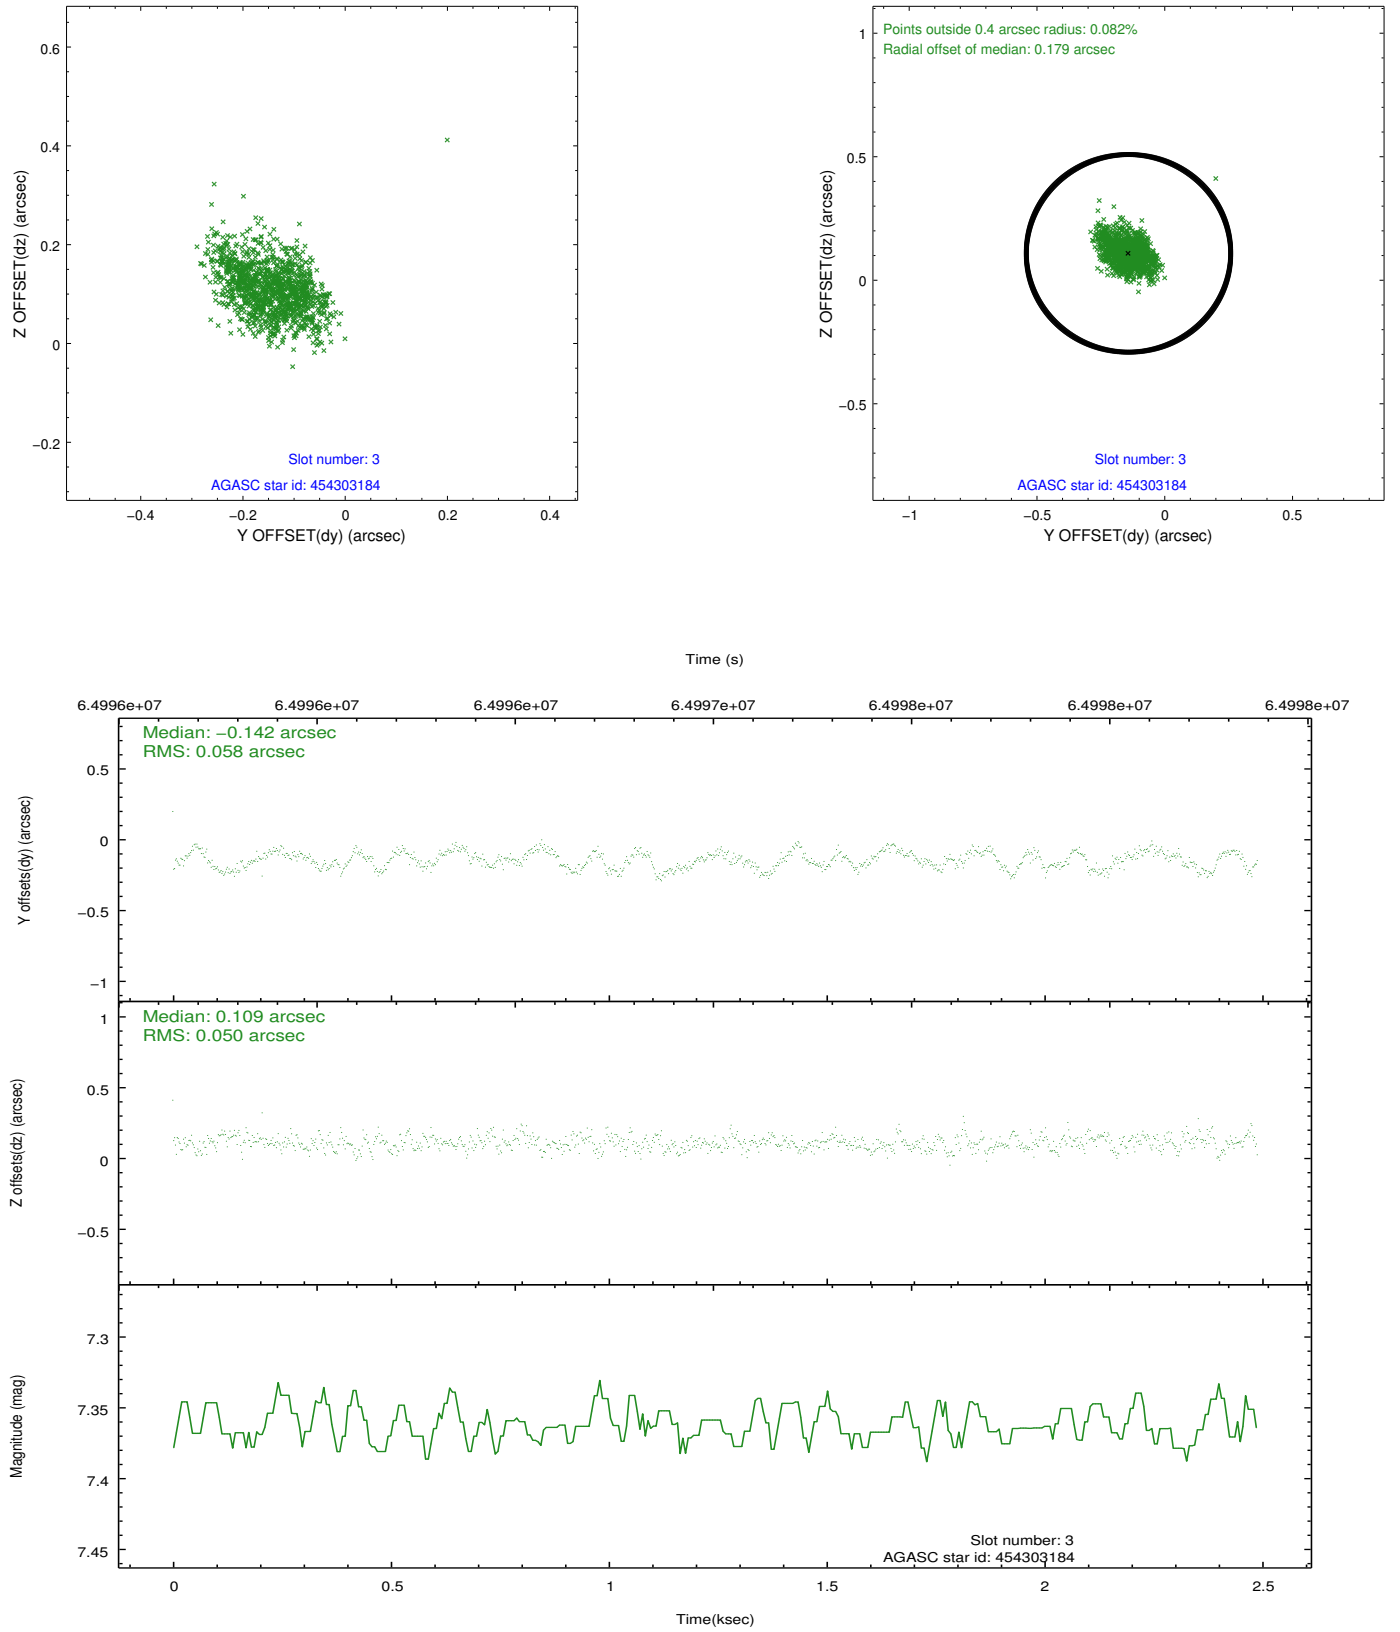 0.6
0.4
0.2
0
−0.2
Z OFFSET(dz) (arcsec)
Slot number: 3
AGASC star id: 454303184
−0.4 −0.2 0 0.2 0.4
Y OFFSET(dy) (arcsec)
Points outside 0.4 arcsec radius: 0.082%
Radial offset of median: 0.179 arcsec
1
0.5
0
−0.5
Z OFFSET(dz) (arcsec)
Slot number: 3
AGASC star id: 454303184
−1 −0.5 0 0.5
Y OFFSET(dy) (arcsec)
Time (s)
6.4996e+07 6.4996e+07 6.4996e+07 6.4997e+07 6.4998e+07 6.4998e+07 6.4998e+07
Median: −0.142 arcsec
RMS: 0.058 arcsec
0.5
0
−0.5
−1
Y offsets(dy) (arcsec)
Median: 0.109 arcsec
RMS: 0.050 arcsec
1
0.5
0
−0.5
Z offsets(dz) (arcsec)
7.3
7.35
7.4
7.45
Magnitude (mag)
Slot number: 3
AGASC star id: 454303184
0 0.5 1 1.5 2 2.5
Time(ksec)